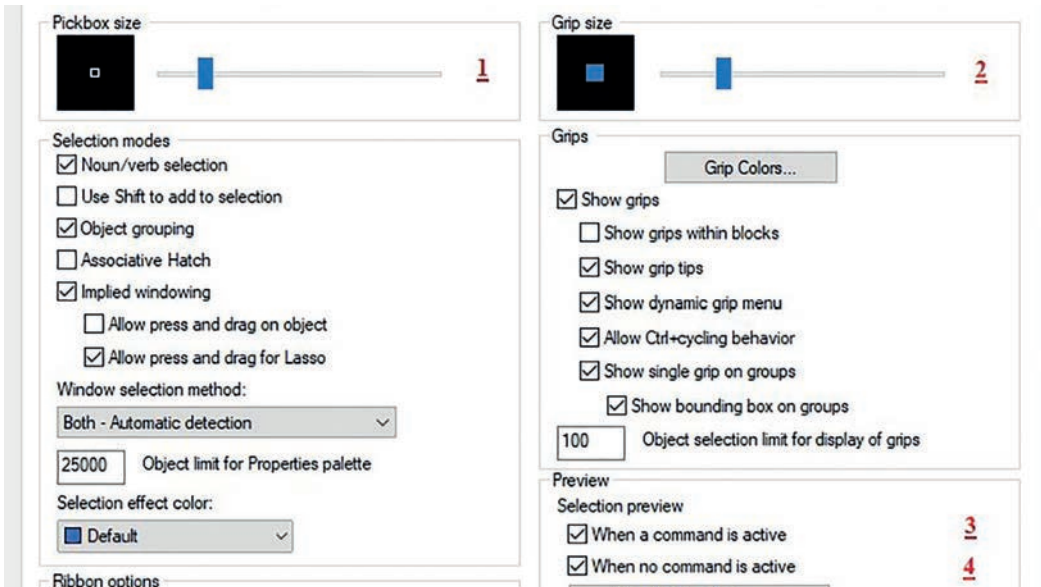 Pickbox size
1
Selection modes
Noun/verb selection
Use Shift to add to selection
Object grouping
Associative Hatch
Implied windowing
Allow press and drag on object
Allow press and drag for Lasso
Window selection method:
Both - Automatic detection
25000 Object limit for Properties palette
Selection effect color:
Default
Ribbon options
Grip size
2
Grips
Grip Colors...
Show grips
Show grips within blocks
Show grip tips
Show dynamic grip menu
Allow Ctrl+cycling behavior
Show single grip on groups
Show bounding box on groups
100 Object selection limit for display of grips
Preview
Selection preview
When a command is active 3
When no command is active 4